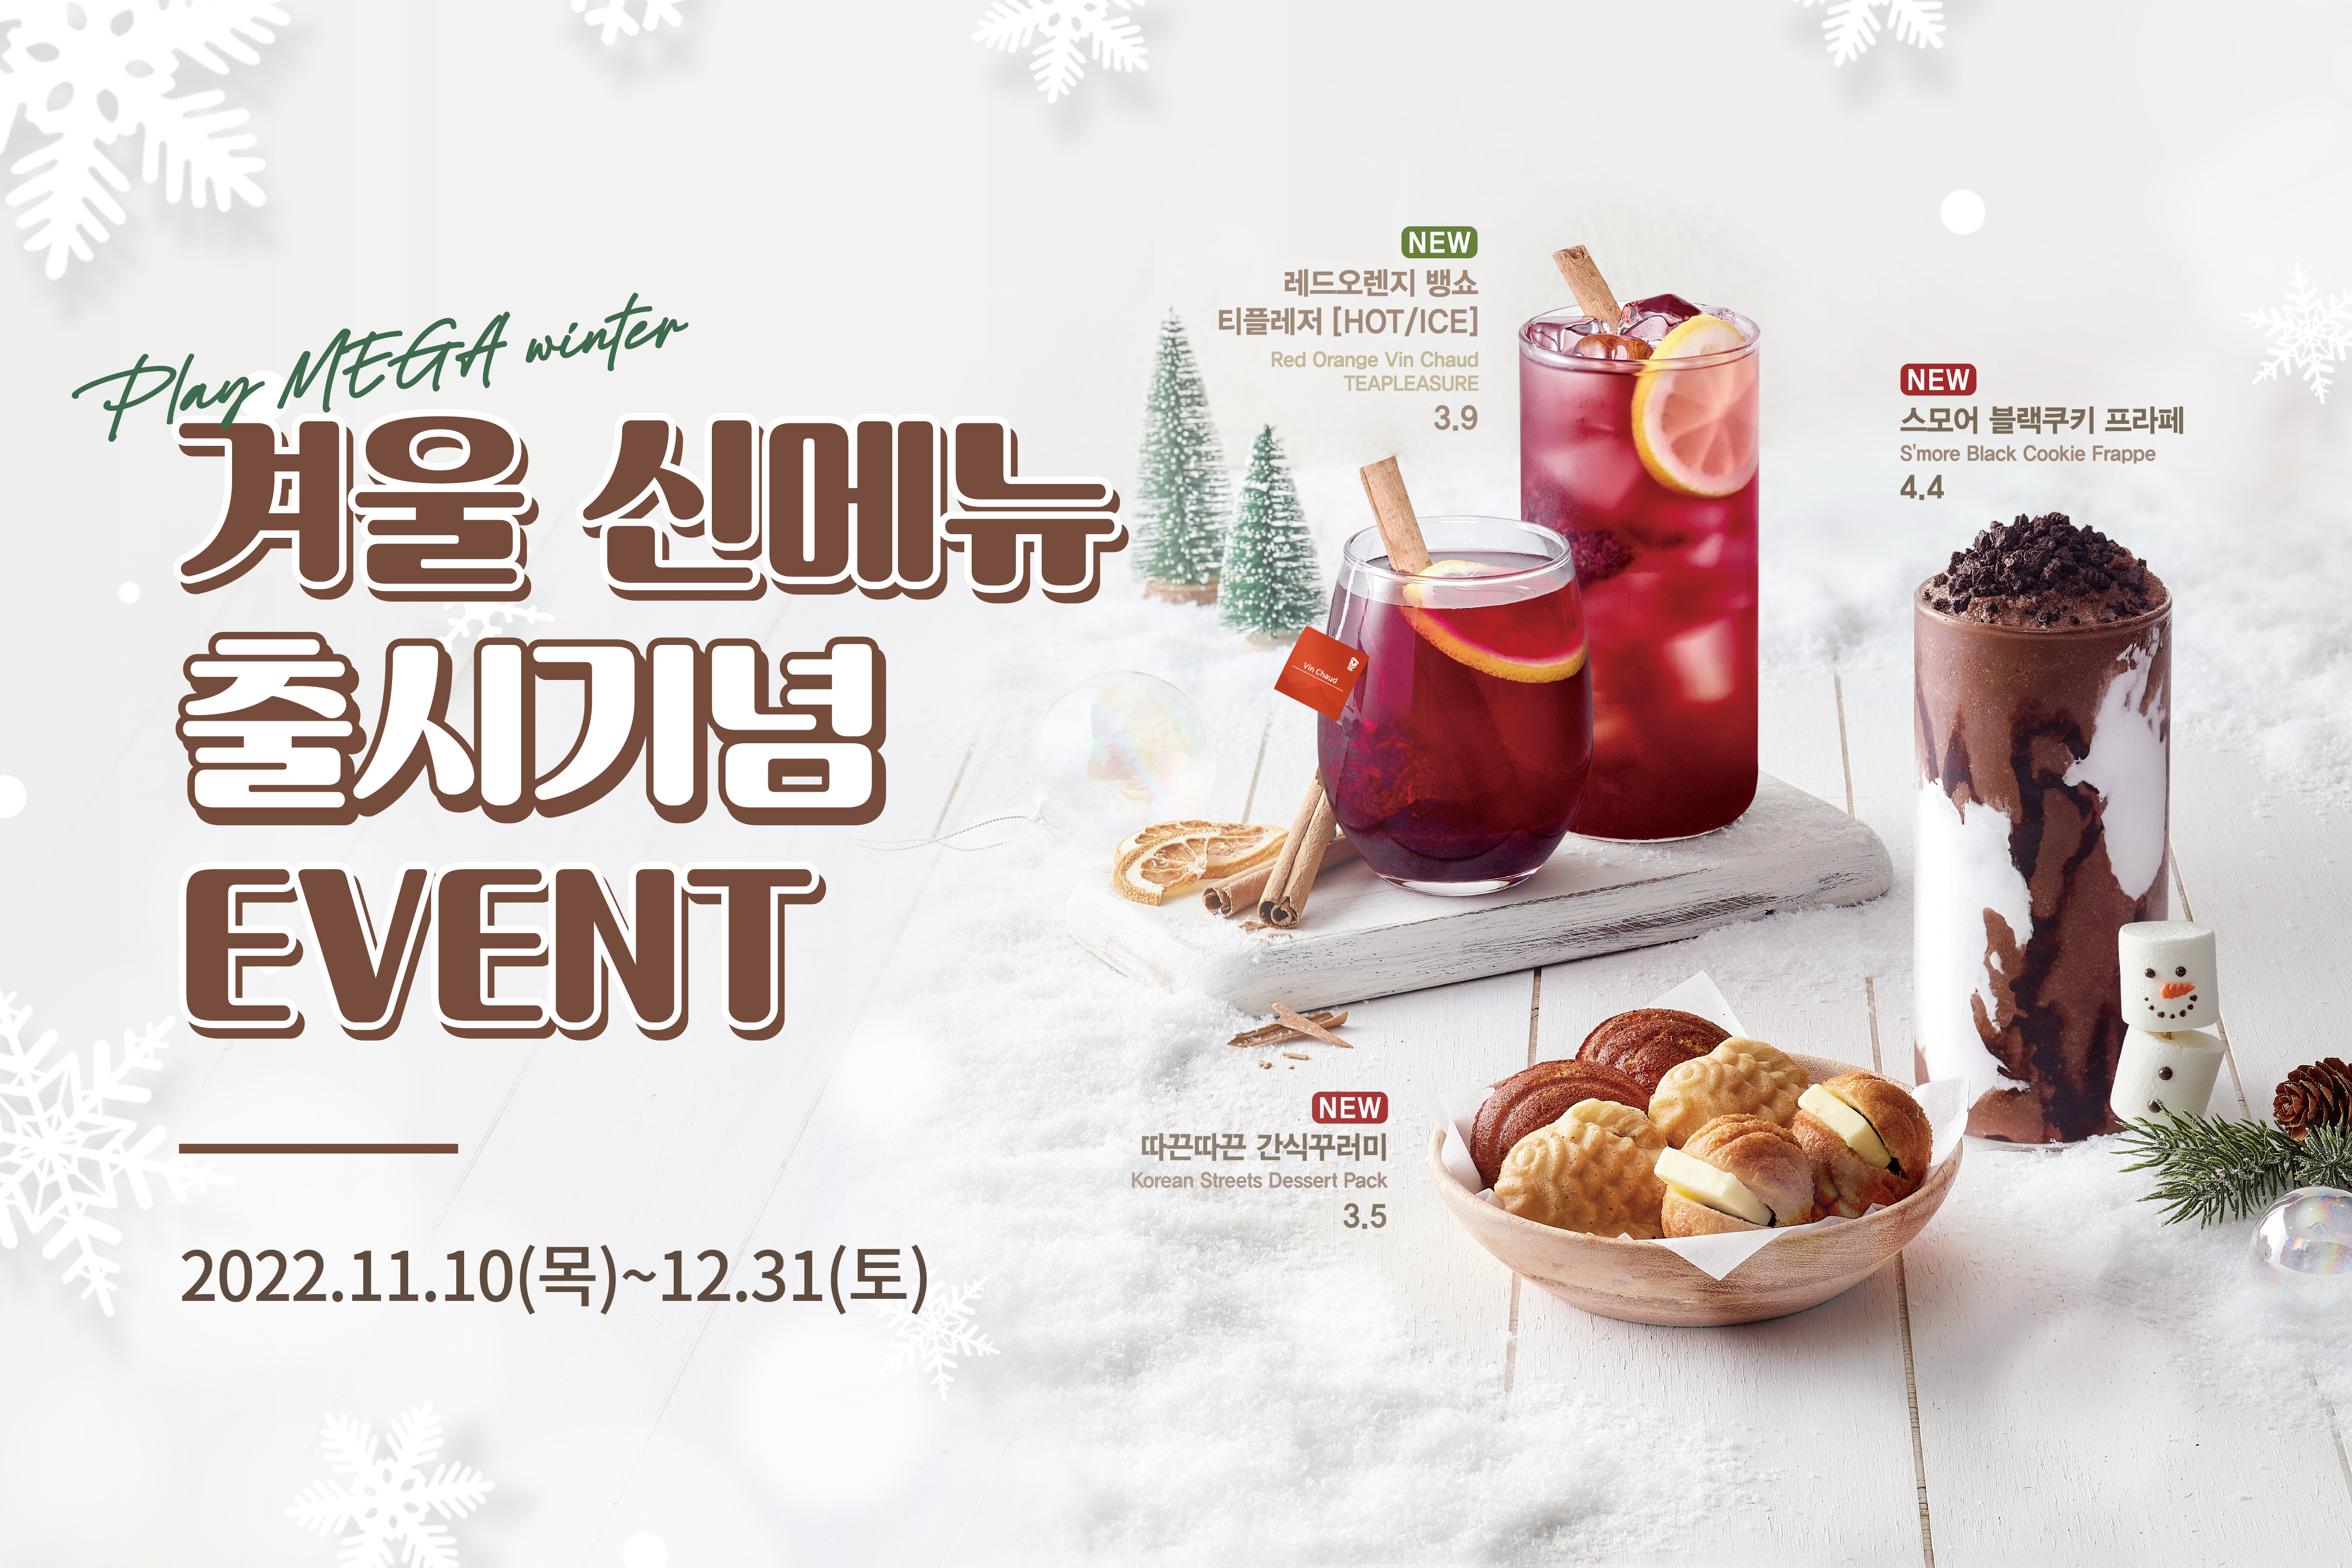 Play MEGA winter
겨울 신메뉴
출시기념
EVENT
2022.11.10(목)~12.31(토)
NEW
레드오렌지 뱅쇼
티플레저 [HOT/ICE]
Red Orange Vin Chaud
TEAPLEASURE
3.9
Vin Chaud
NEW
스모어 블랙쿠키 프라페
S'more Black Cookie Frappe
4.4
NEW
따끈따끈 간식꾸러미
Korean Streets Dessert Pack
3.5